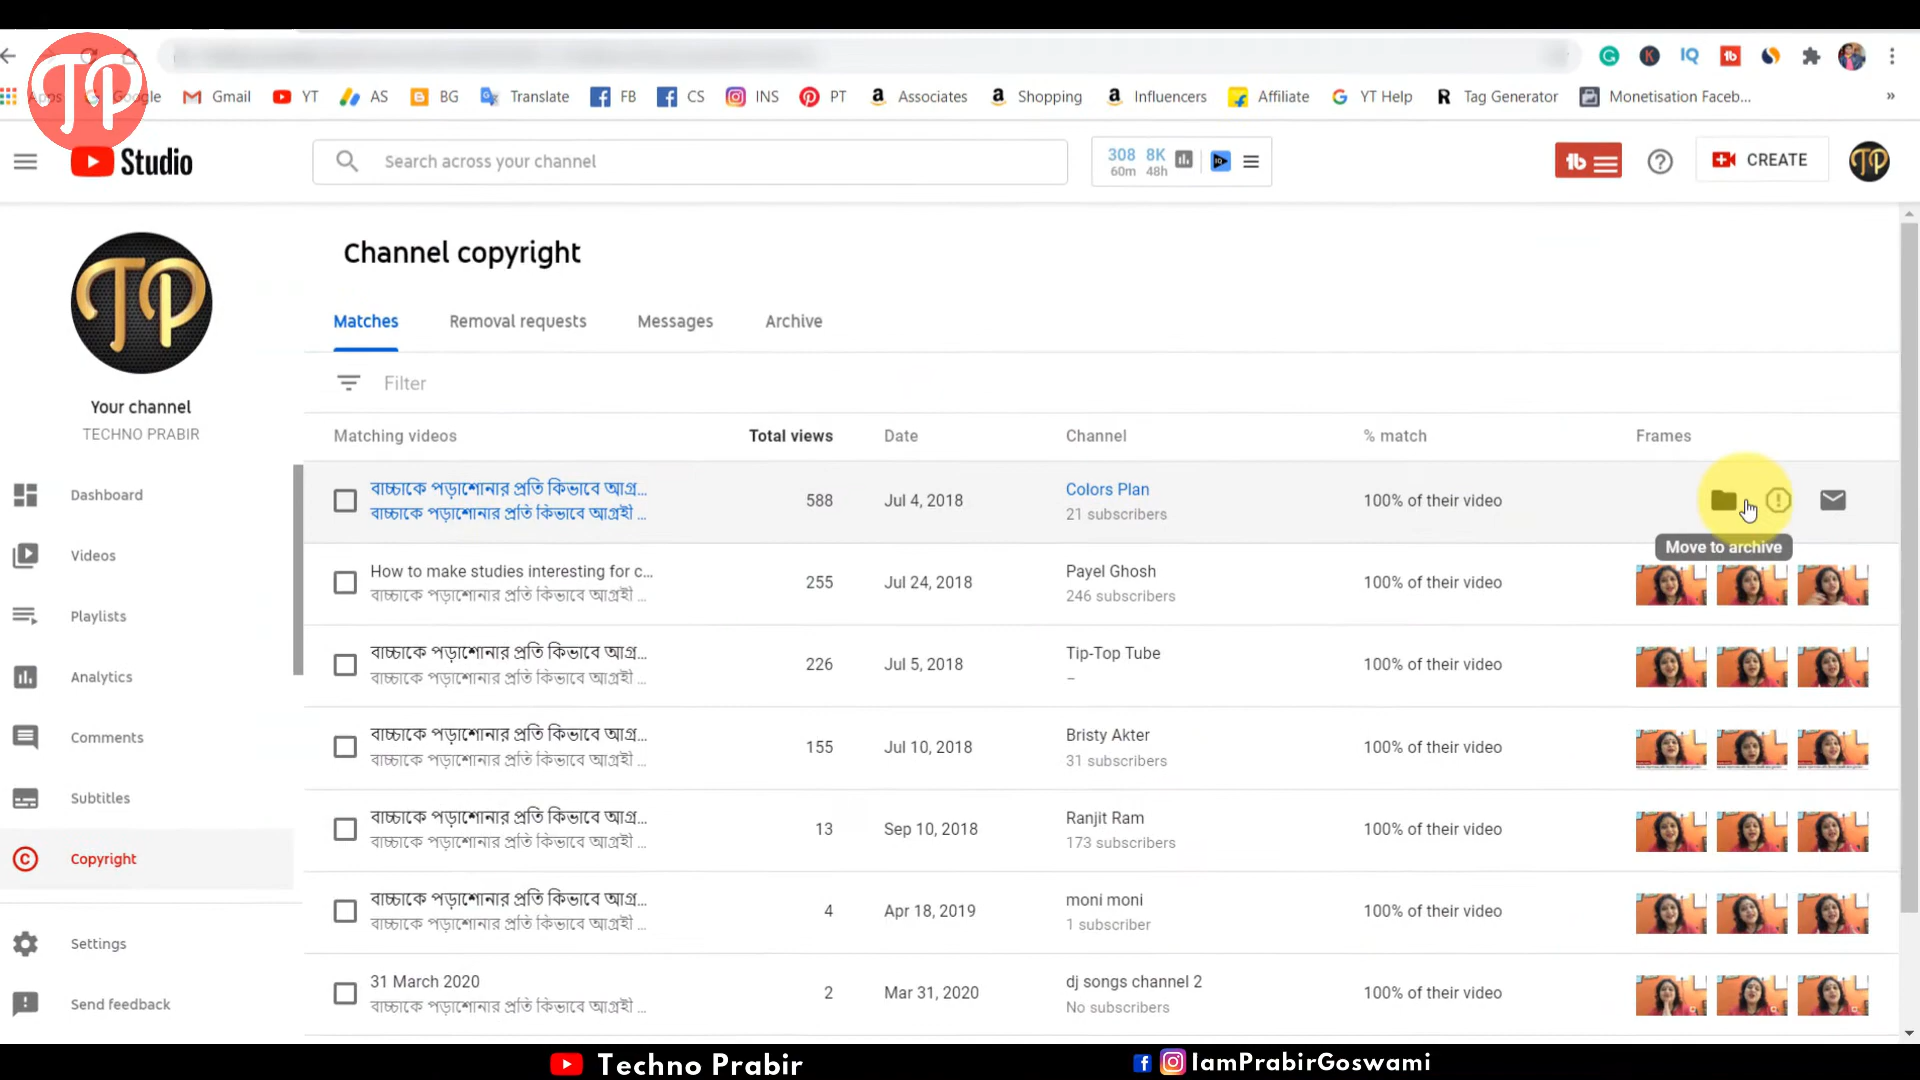 TP
Apps Google Gmail YT AS BG Translate FB CS INS PT Associates Shopping Influencers Affiliate YT Help Tag Generator Monetisation Faceb... »
Studio
Search across your channel
308 8K
60m 48h
CREATE
TP
Channel copyright
Your channel
TECHNO PRABIR
Matches Removal requests Messages Archive
Filter
Matching videos Total views Date Channel % match Frames
Dashboard
Videos
Playlists
Analytics
Comments
Subtitles
Copyright
Settings
Send feedback
বাচ্চাকে পড়াশোনার প্রতি কিভাবে আগ্র...
বাচ্চাকে পড়াশোনার প্রতি কিভাবে আগ্রহী ...
588 Jul 4, 2018 Colors Plan
21 subscribers
100% of their video
Move to archive
How to make studies interesting for c...
বাচ্চাকে পড়াশোনার প্রতি কিভাবে আগ্রহী ...
255 Jul 24, 2018 Payel Ghosh
246 subscribers
100% of their video
বাচ্চাকে পড়াশোনার প্রতি কিভাবে আগ্র...
বাচ্চাকে পড়াশোনার প্রতি কিভাবে আগ্রহী ...
226 Jul 5, 2018 Tip-Top Tube
–
100% of their video
বাচ্চাকে পড়াশোনার প্রতি কিভাবে আগ্র...
বাচ্চাকে পড়াশোনার প্রতি কিভাবে আগ্রহী ...
155 Jul 10, 2018 Bristy Akter
31 subscribers
100% of their video
বাচ্চাকে পড়াশোনার প্রতি কিভাবে আগ্র...
বাচ্চাকে পড়াশোনার প্রতি কিভাবে আগ্রহী ...
13 Sep 10, 2018 Ranjit Ram
173 subscribers
100% of their video
বাচ্চাকে পড়াশোনার প্রতি কিভাবে আগ্র...
বাচ্চাকে পড়াশোনার প্রতি কিভাবে আগ্রহী ...
4 Apr 18, 2019 moni moni
1 subscriber
100% of their video
31 March 2020
বাচ্চাকে পড়াশোনার প্রতি কিভাবে আগ্রহী ...
2 Mar 31, 2020 dj songs channel 2
No subscribers
100% of their video
Techno Prabir
IamPrabirGoswami